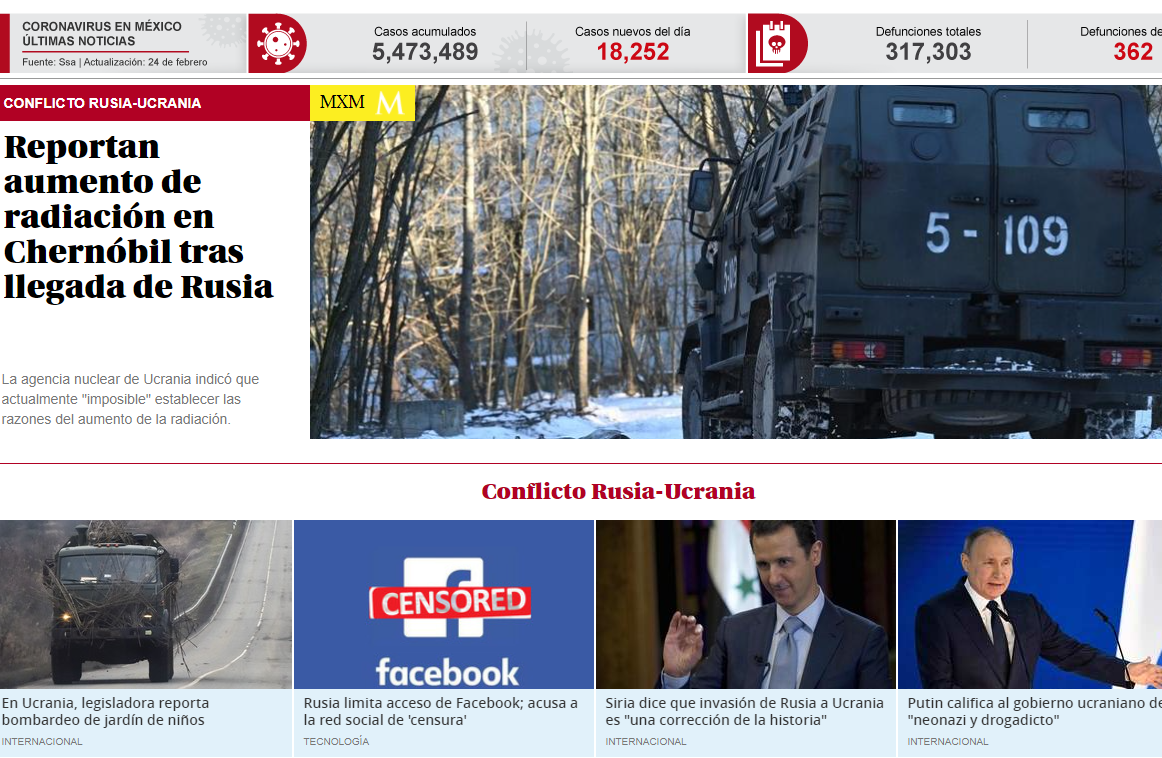 CORONAVIRUS EN MÉXICO
ÚLTIMAS NOTICIAS
Fuente: Ssa | Actualización: 24 de febrero
Casos acumulados
5,473,489
Casos nuevos del día
18,252
Defunciones totales
317,303
Defunciones de
362
CONFLICTO RUSIA-UCRANIA
MXM M
Reportan
aumento de
radiación en
Chernóbil tras
llegada de Rusia
La agencia nuclear de Ucrania indicó que
actualmente "imposible" establecer las
razones del aumento de la radiación.
5 - 109
Conflicto Rusia-Ucrania
CENSORED
facebook
En Ucrania, legisladora reporta
bombardeo de jardín de niños
INTERNACIONAL
Rusia limita acceso de Facebook; acusa a
la red social de 'censura'
TECNOLOGÍA
Siria dice que invasión de Rusia a Ucrania
es "una corrección de la historia"
INTERNACIONAL
Putin califica al gobierno ucraniano de
"neonazi y drogadicto"
INTERNACIONAL